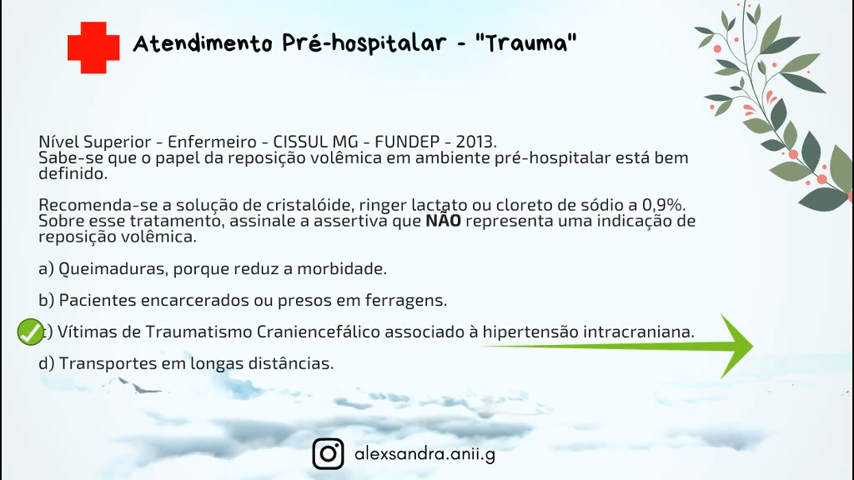 Atendimento Pré-hospitalar - "Trauma"
Nível Superior - Enfermeiro - CISSUL MG - FUNDEP - 2013.
Sabe-se que o papel da reposição volêmica em ambiente pré-hospitalar está bem
definido.
Recomenda-se a solução de cristalóide, ringer lactato ou cloreto de sódio a 0,9%.
Sobre esse tratamento, assinale a assertiva que NÃO representa uma indicação de
reposição volêmica.
a) Queimaduras, porque reduz a morbidade.
b) Pacientes encarcerados ou presos em ferragens.
c) Vítimas de Traumatismo Craniencefálico associado à hipertensão intracraniana.
d) Transportes em longas distâncias.
alexsandra.anii.g